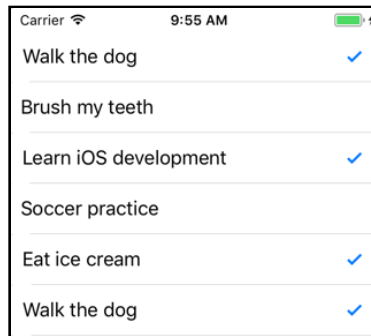 Carrier 9:55 AM
Walk the dog
Brush my teeth
Learn iOS development
Soccer practice
Eat ice cream
Walk the dog